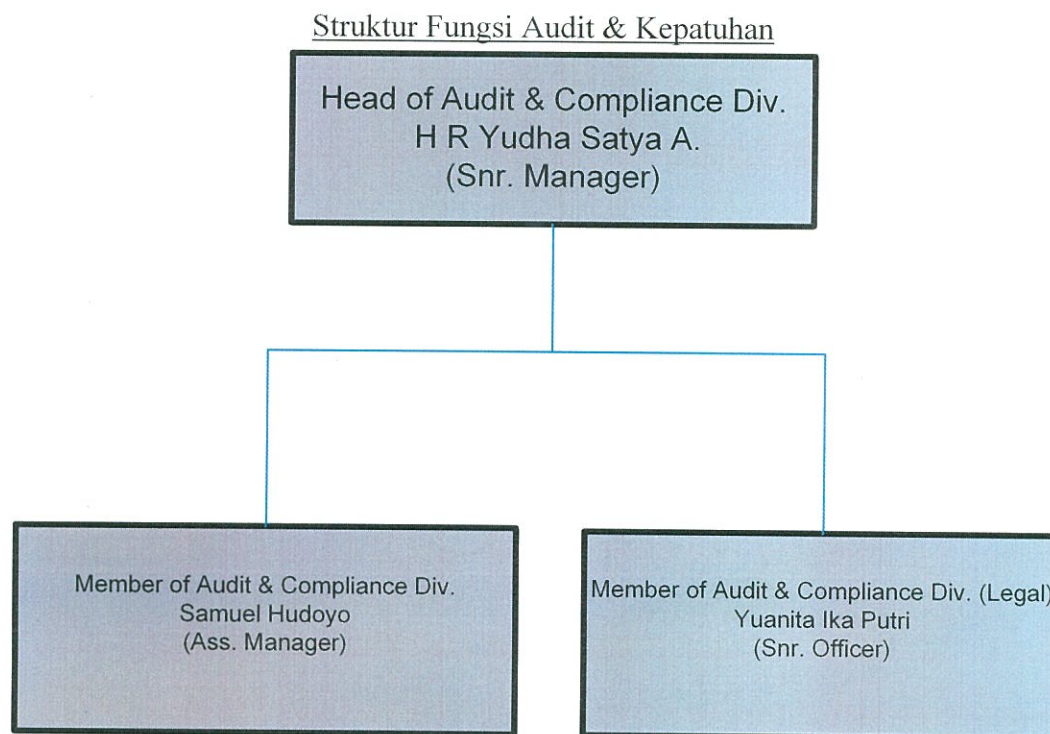 Struktur Fungsi Audit & Kepatuhan
Head of Audit & Compliance Div.
H R Yudha Satya A.
(Snr. Manager)
Member of Audit & Compliance Div.
Samuel Hudoyo
(Ass. Manager)
Member of Audit & Compliance Div. (Legal)
Yuanita Ika Putri
(Snr. Officer)